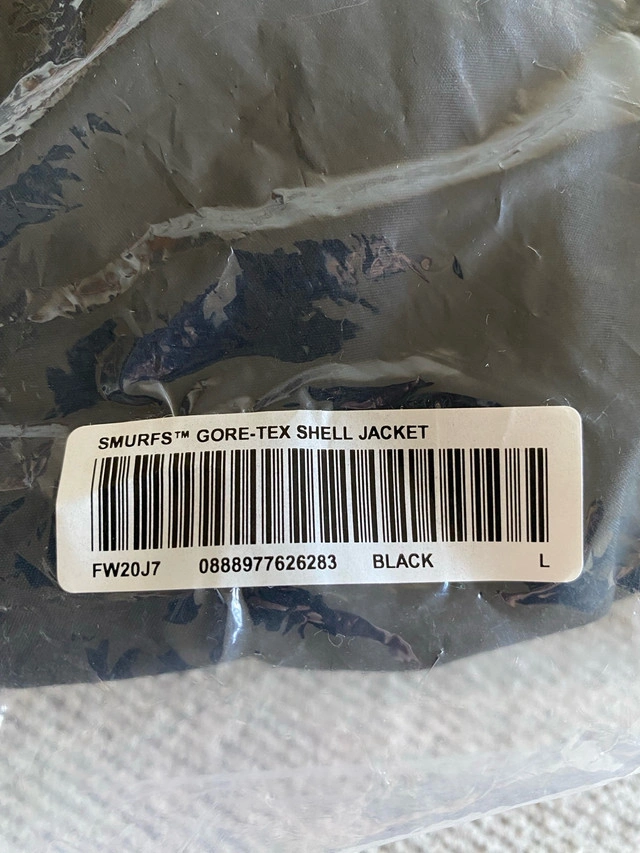 SMURFS™ GORE-TEX SHELL JACKET
FW20J7 0888977626283 BLACK L